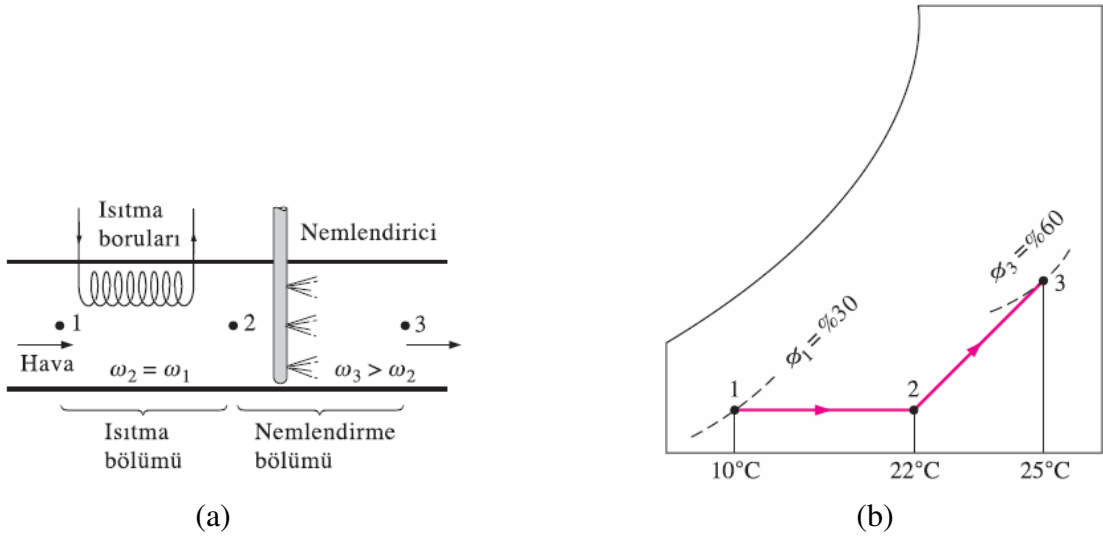 Isıtma
boruları
Nemlendirici
1
2
3
Hava
ω₂ = ω₁
ω₃ > ω₂
Isıtma
bölümü
Nemlendirme
bölümü
(a)
ϕ₁ = %30
ϕ₃ = %60
1
2
3
10°C
22°C
25°C
(b)